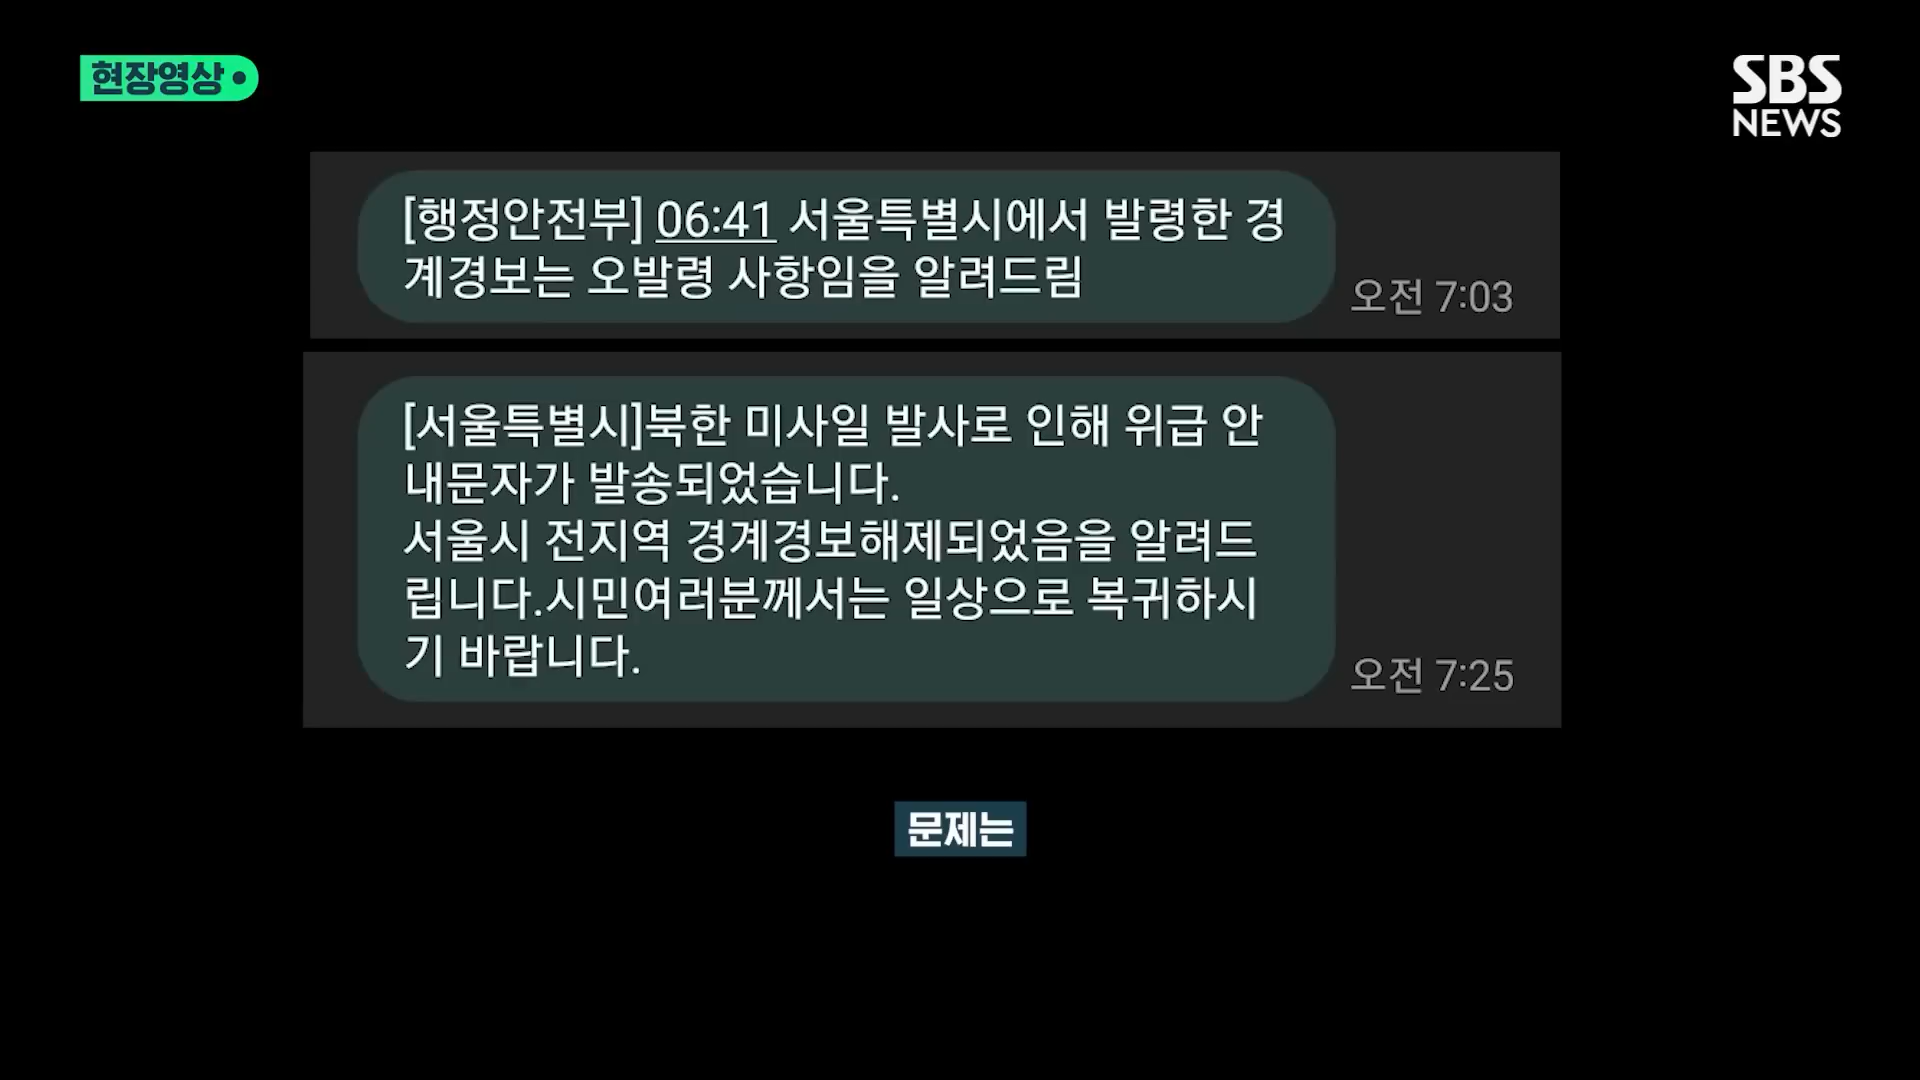 현장영상
SBS
NEWS
[행정안전부] 06:41 서울특별시에서 발령한 경
계경보는 오발령 사항임을 알려드림
오전 7:03
[서울특별시]북한 미사일 발사로 인해 위급 안
내문자가 발송되었습니다.
서울시 전지역 경계경보해제되었음을 알려드
립니다.시민여러분께서는 일상으로 복귀하시
기 바랍니다.
오전 7:25
문제는